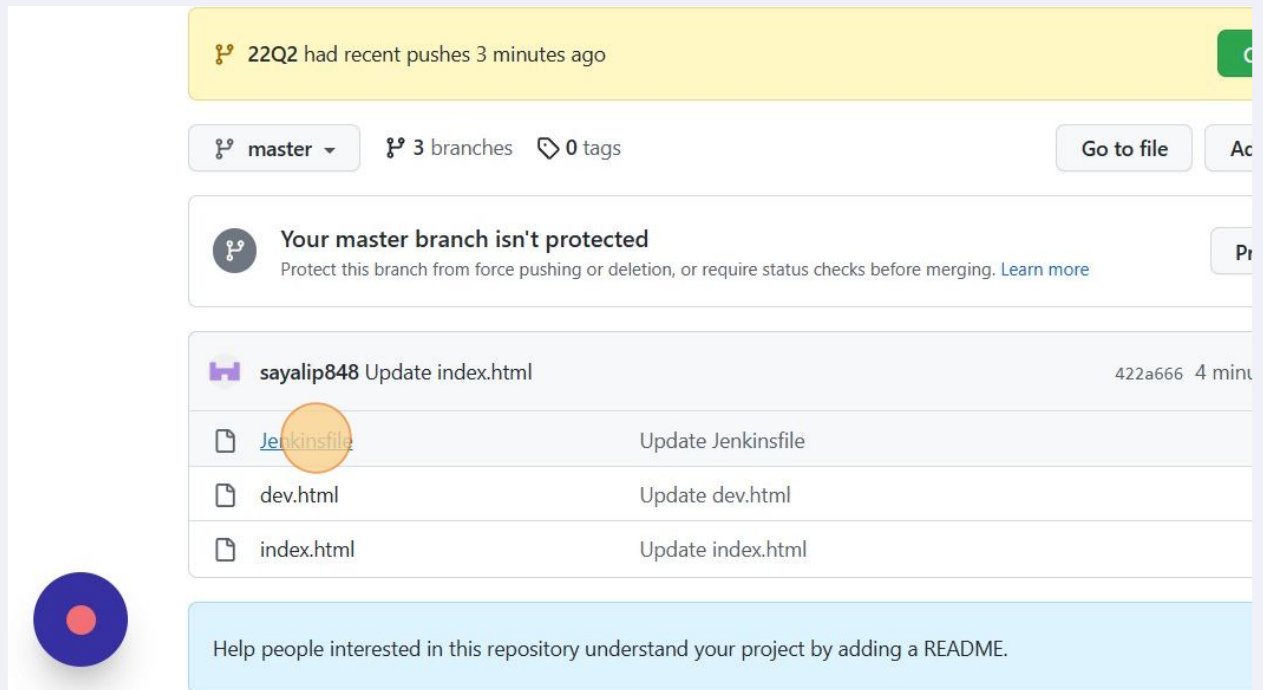 22Q2 had recent pushes 3 minutes ago
master 3 branches 0 tags Go to file
Your master branch isn't protected
Protect this branch from force pushing or deletion, or require status checks before merging. Learn more
sayalip848 Update index.html 422a666 4
Jenkinsfile Update Jenkinsfile
dev.html Update dev.html
index.html Update index.html
Help people interested in this repository understand your project by adding a README.